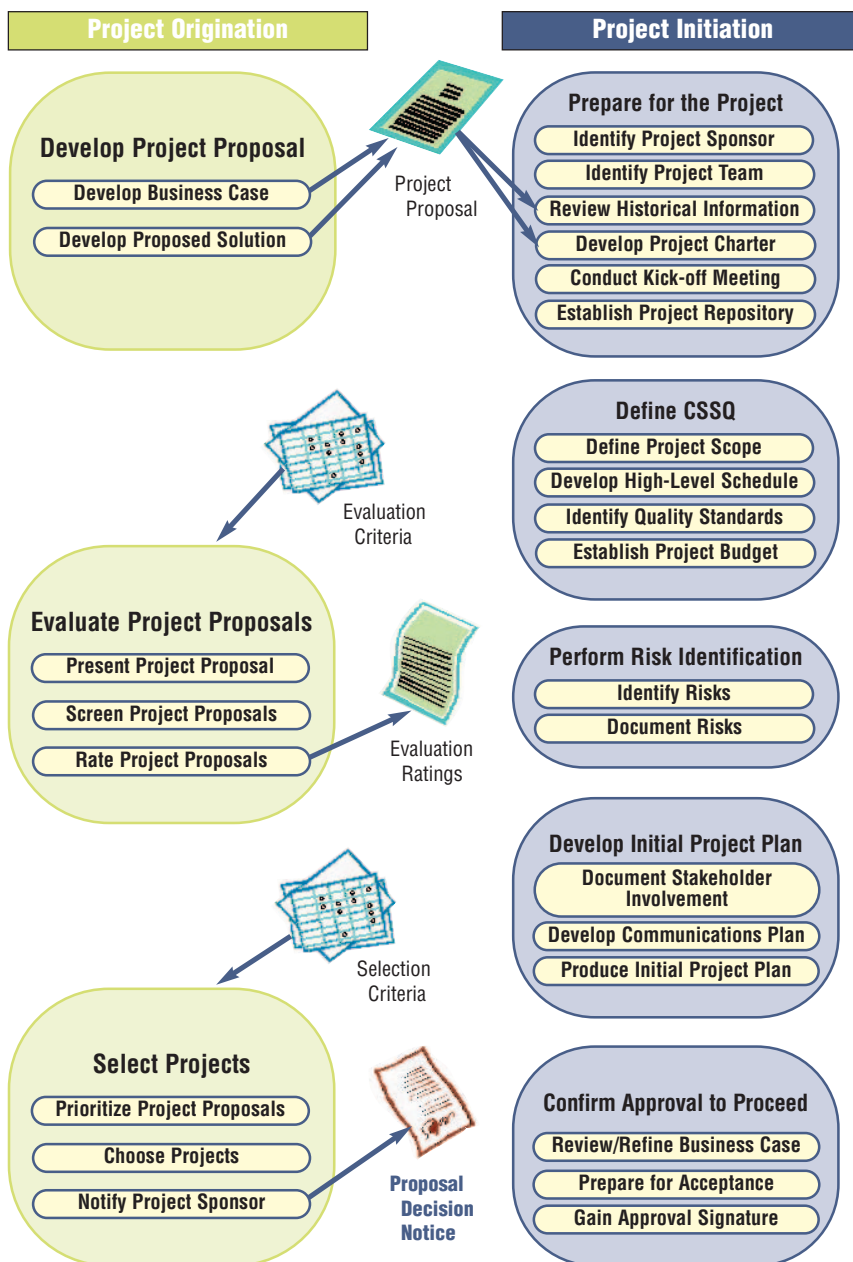 Project Origination
Project Initiation
Develop Project Proposal
Develop Business Case
Develop Proposed Solution
Project
Proposal
Prepare for the Project
Identify Project Sponsor
Identify Project Team
Review Historical Information
Develop Project Charter
Conduct Kick-off Meeting
Establish Project Repository
Evaluation
Criteria
Define CSSQ
Define Project Scope
Develop High-Level Schedule
Identify Quality Standards
Establish Project Budget
Evaluate Project Proposals
Present Project Proposal
Screen Project Proposals
Rate Project Proposals
Evaluation
Ratings
Perform Risk Identification
Identify Risks
Document Risks
Selection
Criteria
Develop Initial Project Plan
Document Stakeholder
Involvement
Develop Communications Plan
Produce Initial Project Plan
Select Projects
Prioritize Project Proposals
Choose Projects
Notify Project Sponsor
Proposal
Decision
Notice
Confirm Approval to Proceed
Review/Refine Business Case
Prepare for Acceptance
Gain Approval Signature